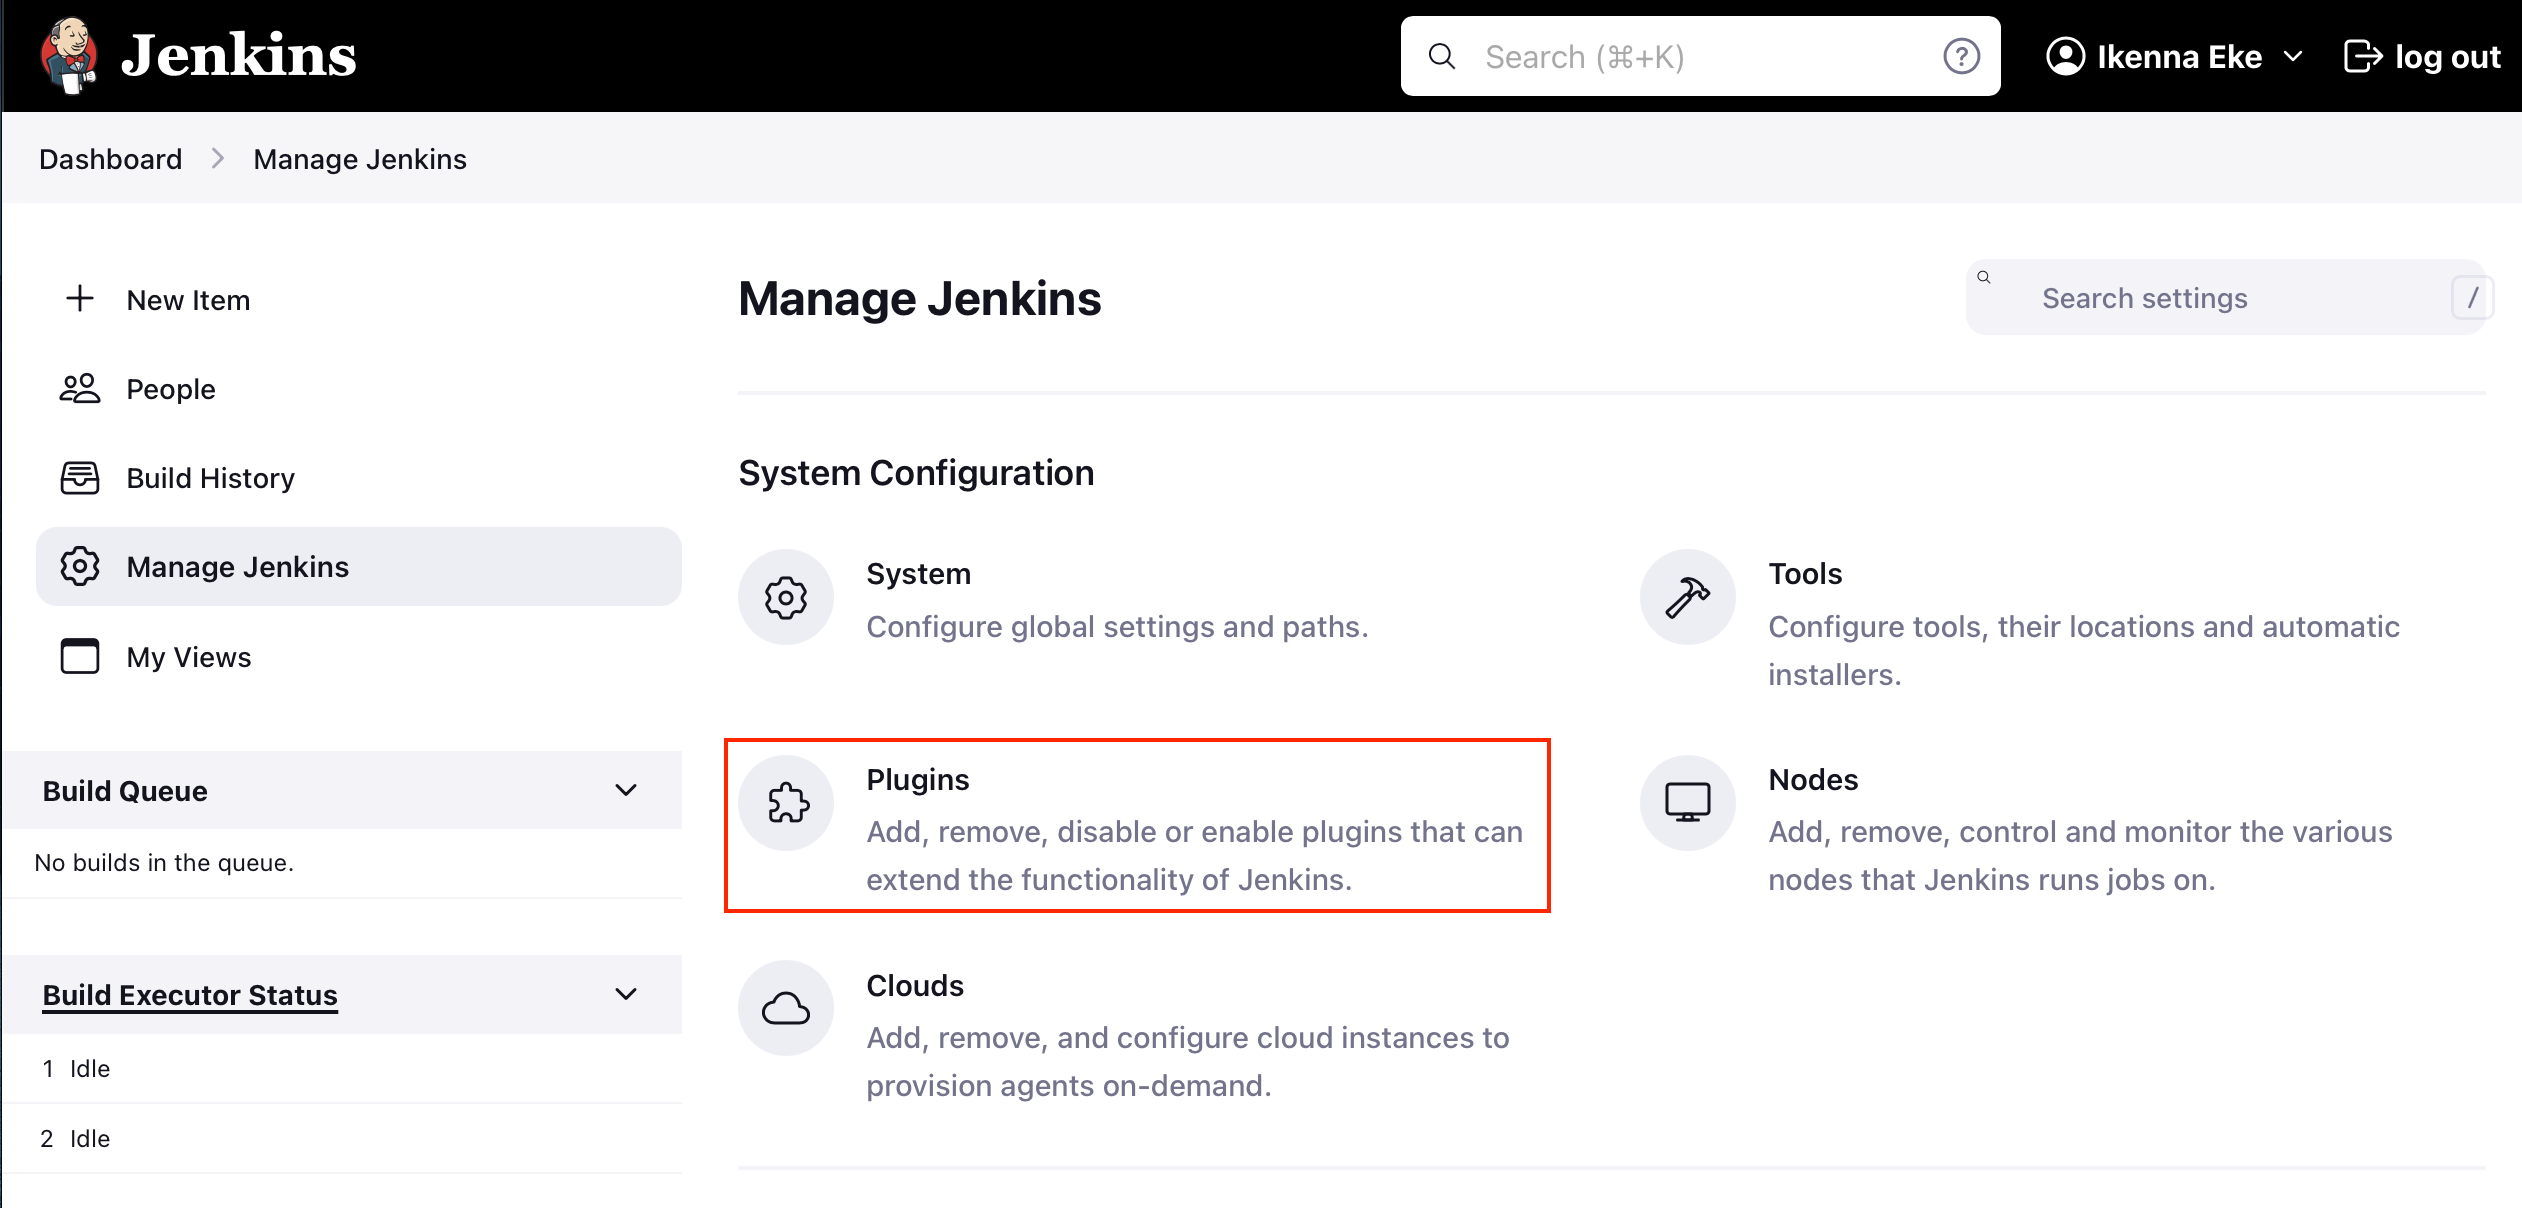 Jenkins
Search (⌘+K)
?
Ikenna Eke
log out
Dashboard
Manage Jenkins
New Item
People
Build History
Manage Jenkins
My Views
Build Queue
No builds in the queue.
Build Executor Status
1 Idle
2 Idle
Manage Jenkins
Search settings
/
System Configuration
System
Configure global settings and paths.
Tools
Configure tools, their locations and automatic
installers.
Plugins
Add, remove, disable or enable plugins that can
extend the functionality of Jenkins.
Nodes
Add, remove, control and monitor the various
nodes that Jenkins runs jobs on.
Clouds
Add, remove, and configure cloud instances to
provision agents on-demand.